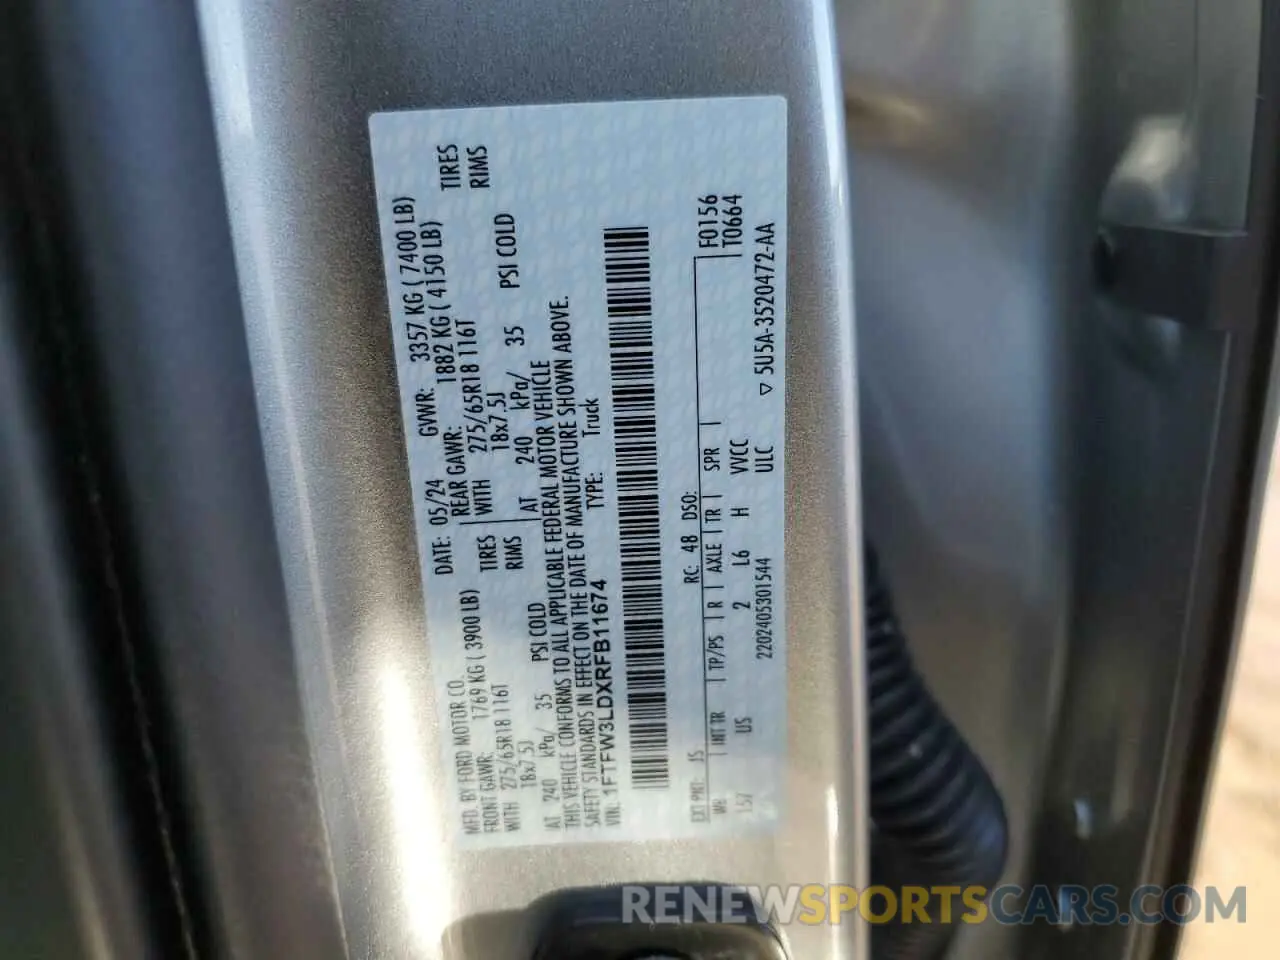 MFD. BY FORD MOTOR CO.
DATE: 05/24 GVWR: 3357 KG ( 7400 LB)
FRONT GAWR: 1769 KG ( 3900 LB) REAR GAWR: 1882 KG ( 4150 LB)
WITH 275/65R18 116T TIRES WITH 275/65R18 116T TIRES
18x7.5J RIMS 18x7.5J RIMS
AT 240 kPa/ 35 PSI COLD AT 240 kPa/ 35 PSI COLD
THIS VEHICLE CONFORMS TO ALL APPLICABLE FEDERAL MOTOR VEHICLE
SAFETY STANDARDS IN EFFECT ON THE DATE OF MANUFACTURE SHOWN ABOVE.
VIN: 1FTFW3LDXRFB11674 TYPE: Truck
EXT PNT: JS RC: 48 DSO: F0156
WB INT TR TP/PS R AXLE TR SPR T0664
157 US 2 L6 H VVCC
2202405301544 ULC ▽ 5U5A-3520472-AA
RENEWSPORTSCARS.COM